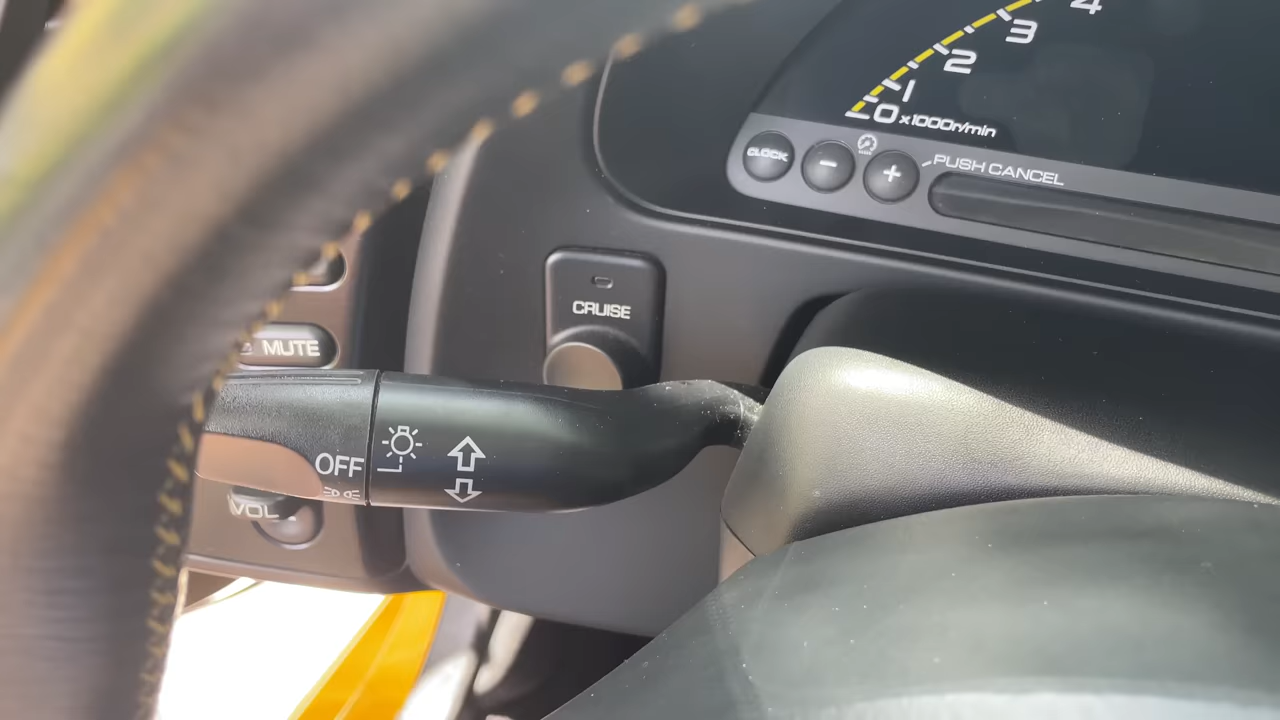 4
3
2
1
0 x1000r/min
CLOCK
-
+
PUSH CANCEL
CRUISE
MUTE
OFF
VOL